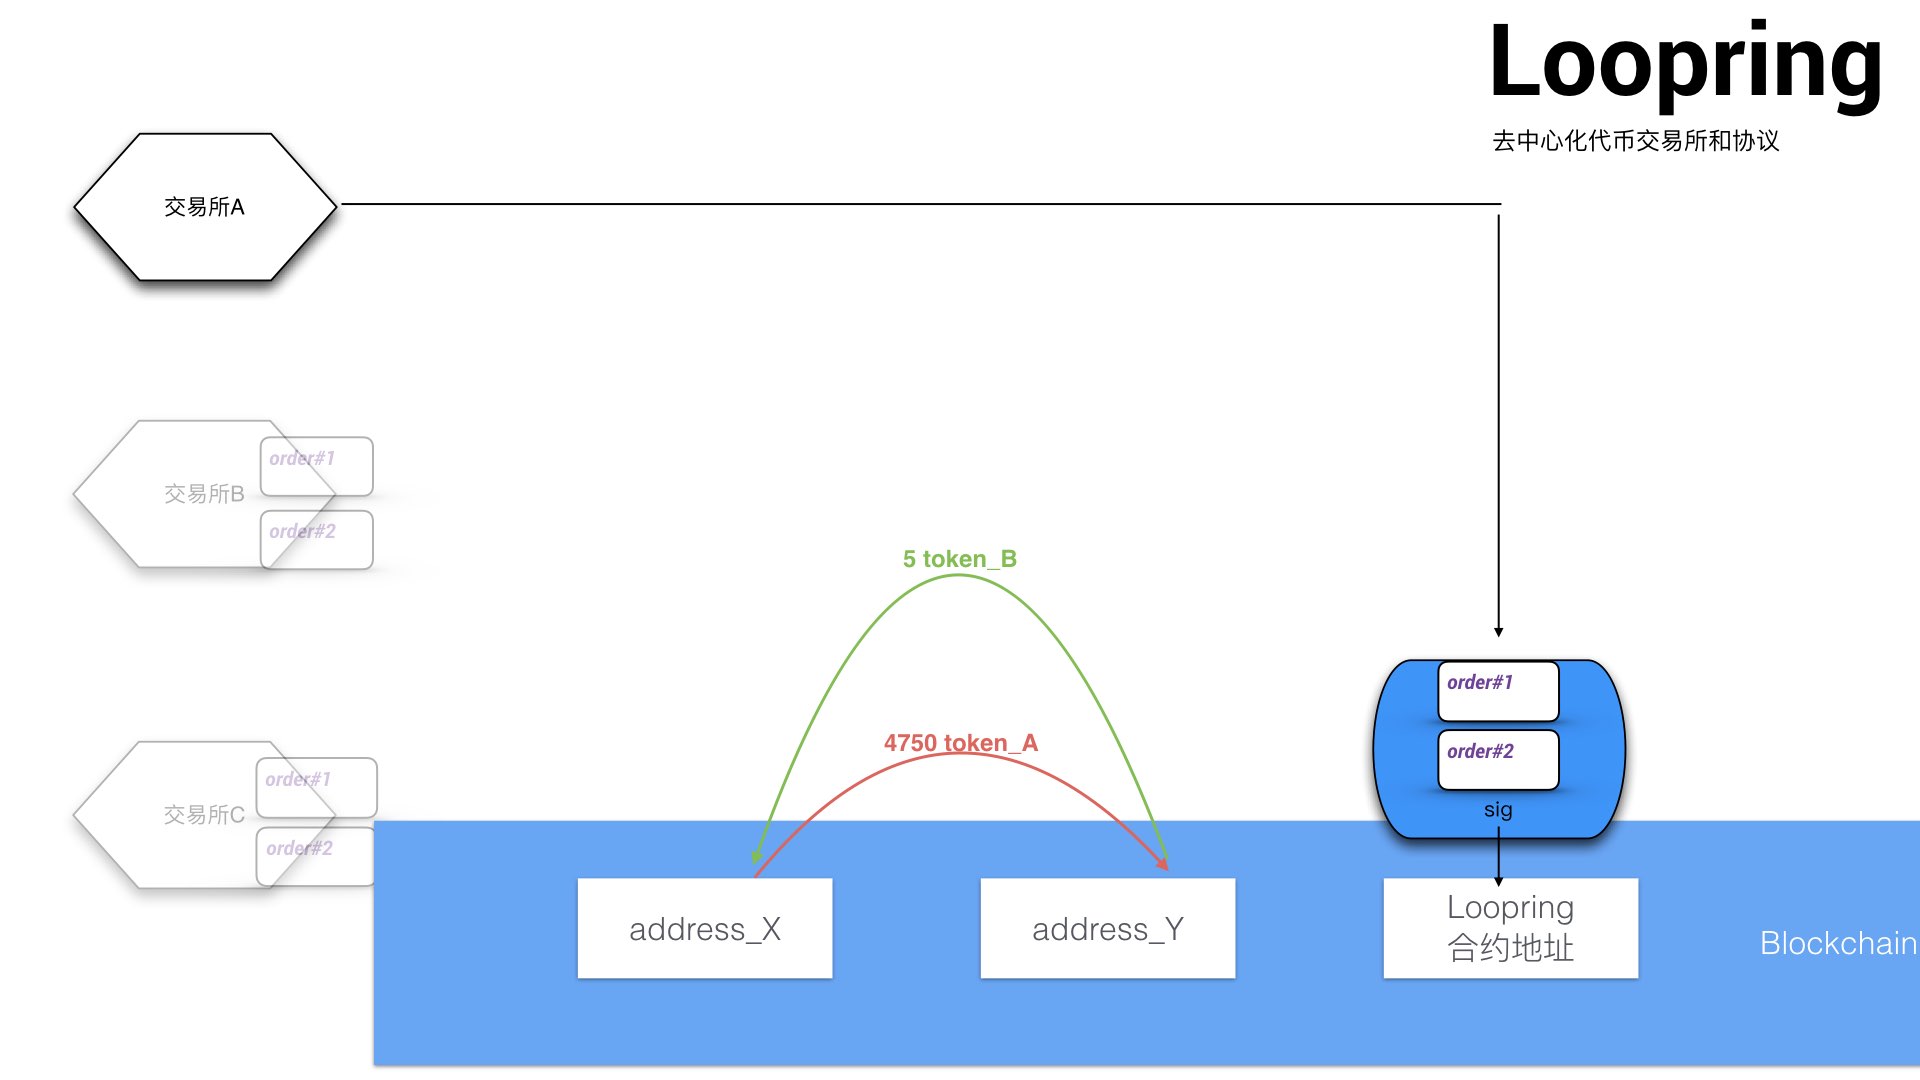 Loopring
去中心化代币交易所和协议
交易所A
order#1
交易所B
order#2
5 token_B
order#1
4750 token_A
order#2
order#1
交易所C
order#2
sig
address_X
address_Y
Loopring
合约地址
Blockchain